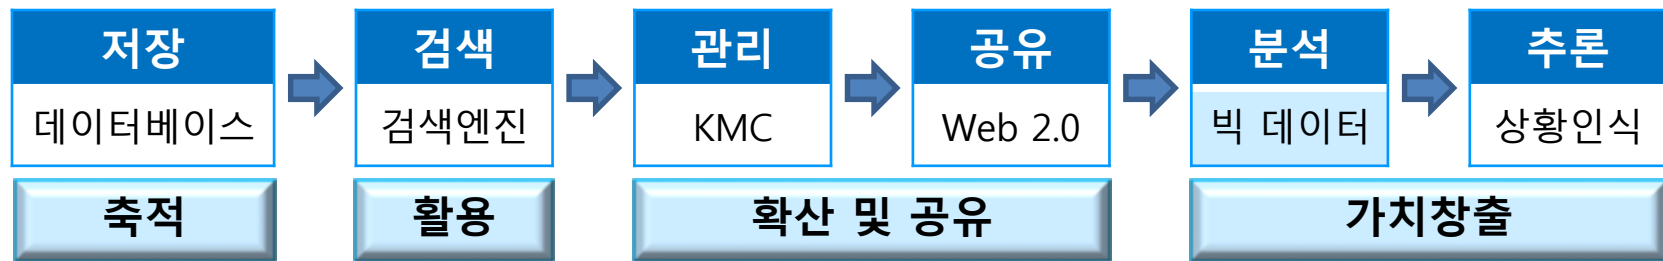 저장 검색 관리 공유 분석 추론
데이터베이스 검색엔진 KMC Web 2.0 빅 데이터 상황인식
축적 활용 확산 및 공유 가치창출